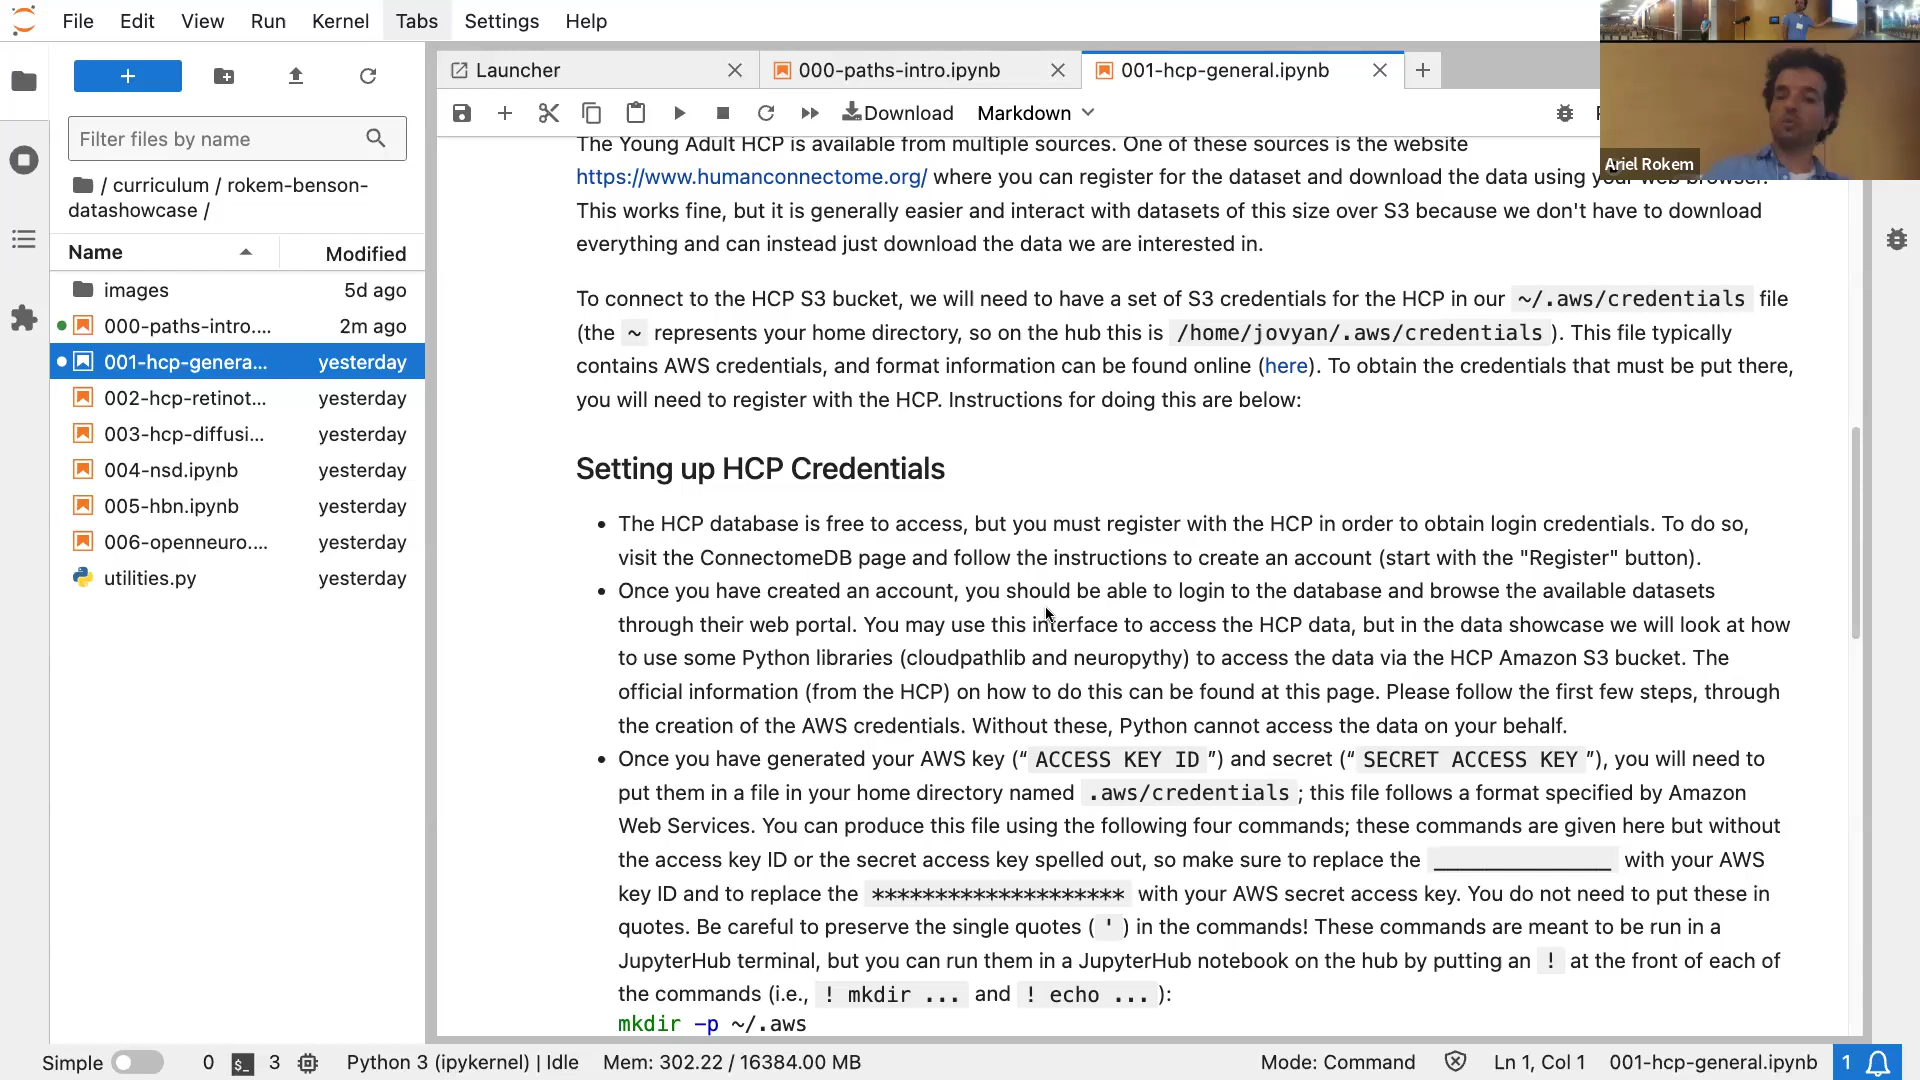 File Edit View Run Kernel Tabs Settings Help
Launcher
000-paths-intro.ipynb
001-hcp-general.ipynb
Download Markdown
Filter files by name
/ curriculum / rokem-benson-
datashowcase /
Name Modified
images 5d ago
000-paths-intro.... 2m ago
001-hcp-genera... yesterday
002-hcp-retinot... yesterday
003-hcp-diffusi... yesterday
004-nsd.ipynb yesterday
005-hbn.ipynb yesterday
006-openneuro.... yesterday
utilities.py yesterday
The Young Adult HCP is available from multiple sources. One of these sources is the website
https://www.humanconnectome.org/ where you can register for the dataset and download the data using your web browser.
This works fine, but it is generally easier and interact with datasets of this size over S3 because we don't have to download
everything and can instead just download the data we are interested in.
To connect to the HCP S3 bucket, we will need to have a set of S3 credentials for the HCP in our ~/.aws/credentials file
(the ~ represents your home directory, so on the hub this is /home/jovyan/.aws/credentials ). This file typically
contains AWS credentials, and format information can be found online (here). To obtain the credentials that must be put there,
you will need to register with the HCP. Instructions for doing this are below:
Setting up HCP Credentials
• The HCP database is free to access, but you must register with the HCP in order to obtain login credentials. To do so,
visit the ConnectomeDB page and follow the instructions to create an account (start with the "Register" button).
• Once you have created an account, you should be able to login to the database and browse the available datasets
through their web portal. You may use this interface to access the HCP data, but in the data showcase we will look at how
to use some Python libraries (cloudpathlib and neuropythy) to access the data via the HCP Amazon S3 bucket. The
official information (from the HCP) on how to do this can be found at this page. Please follow the first few steps, through
the creation of the AWS credentials. Without these, Python cannot access the data on your behalf.
• Once you have generated your AWS key (“ ACCESS KEY ID ”) and secret (“ SECRET ACCESS KEY ”), you will need to
put them in a file in your home directory named .aws/credentials ; this file follows a format specified by Amazon
Web Services. You can produce this file using the following four commands; these commands are given here but without
the access key ID or the secret access key spelled out, so make sure to replace the ______________ with your AWS
key ID and to replace the ******************** with your AWS secret access key. You do not need to put these in
quotes. Be careful to preserve the single quotes ( ' ) in the commands! These commands are meant to be run in a
JupyterHub terminal, but you can run them in a JupyterHub notebook on the hub by putting an ! at the front of each of
the commands (i.e., ! mkdir ... and ! echo ... ):
mkdir -p ~/.aws
Ariel Rokem
Simple 0 3 Python 3 (ipykernel) | Idle Mem: 302.22 / 16384.00 MB Mode: Command Ln 1, Col 1 001-hcp-general.ipynb 1